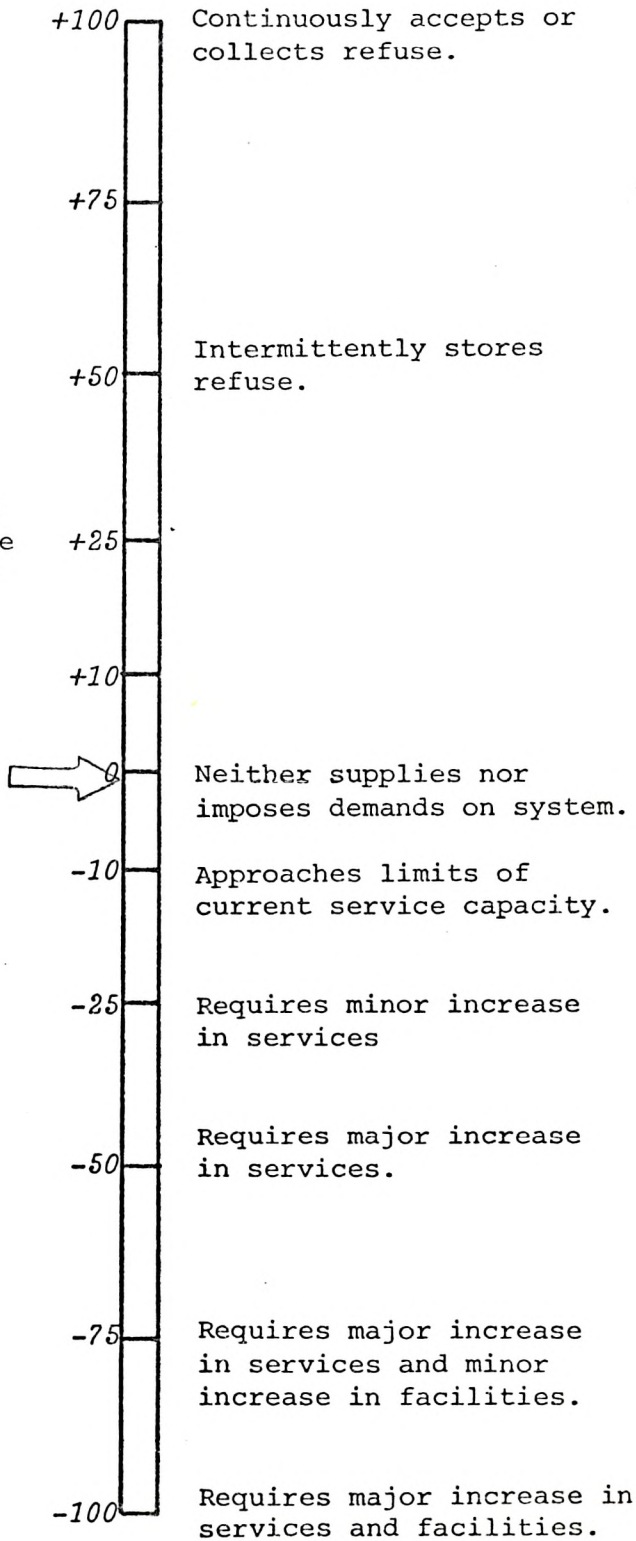 +100 Continuously accepts or
collects refuse.
+75
Intermittently stores
+50 refuse.
e +25
+10
0 Neither supplies nor
imposes demands on system.
-10 Approaches limits of
current service capacity.
-25 Requires minor increase
in services
Requires major increase
-50 in services.
-75 Requires major increase
in services and minor
increase in facilities.
Requires major increase in
-100 services and facilities.